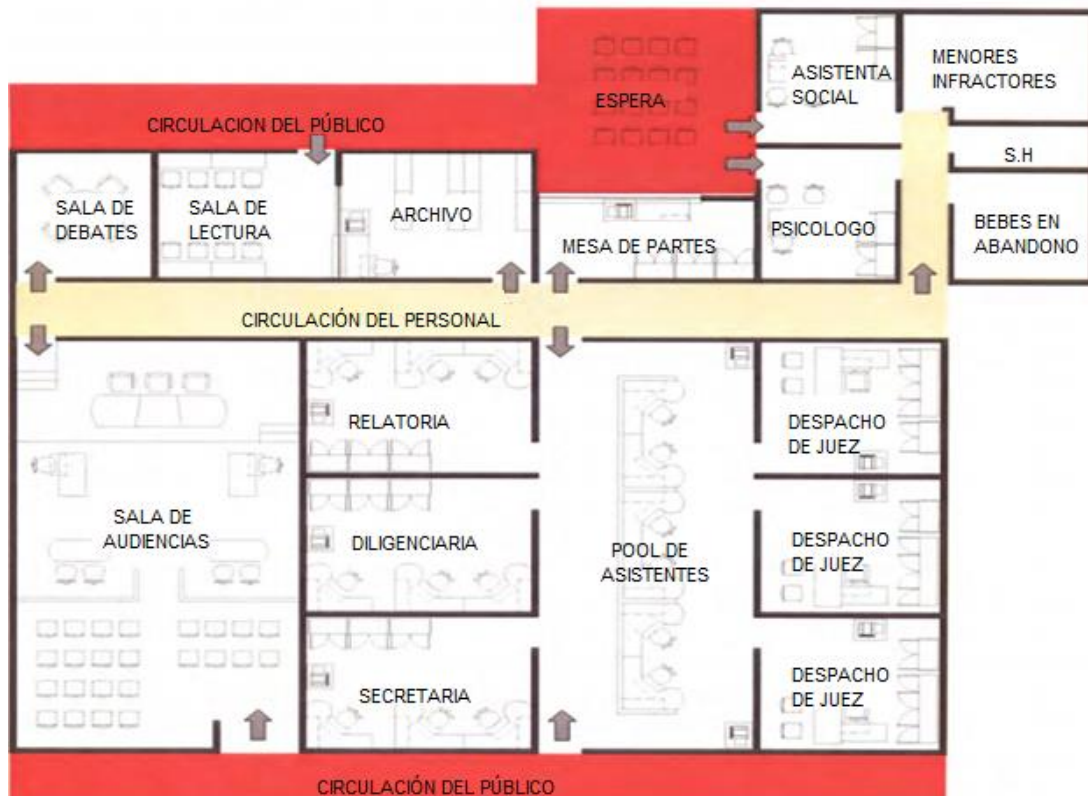 ESPERA
ASISTENTA
SOCIAL
MENORES
INFRACTORES
CIRCULACION DEL PÚBLICO
S.H
SALA DE
DEBATES
SALA DE
LECTURA
ARCHIVO
MESA DE PARTES
PSICOLOGO
BEBES EN
ABANDONO
CIRCULACIÓN DEL PERSONAL
RELATORIA
DESPACHO
DE JUEZ
SALA DE
AUDIENCIAS
DILIGENCIARIA
POOL DE
ASISTENTES
DESPACHO
DE JUEZ
SECRETARIA
DESPACHO
DE JUEZ
CIRCULACIÓN DEL PÚBLICO